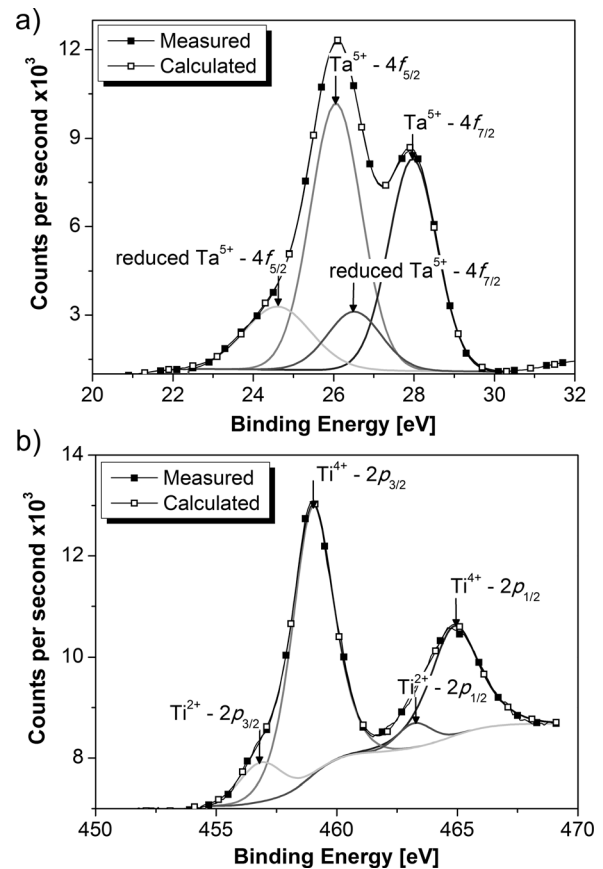 a)
Measured
Calculated
Ta5+ - 4f5/2
Ta5+ - 4f7/2
reduced Ta5+ - 4f5/2
reduced Ta5+ - 4f7/2
Counts per second x10³
12
9
6
3
20 22 24 26 28 30 32
Binding Energy [eV]
b)
Measured
Calculated
Ti4+ - 2p3/2
Ti4+ - 2p1/2
Ti2+ - 2p1/2
Ti2+ - 2p3/2
Counts per second x10³
14
12
10
8
450 455 460 465 470
Binding Energy [eV]